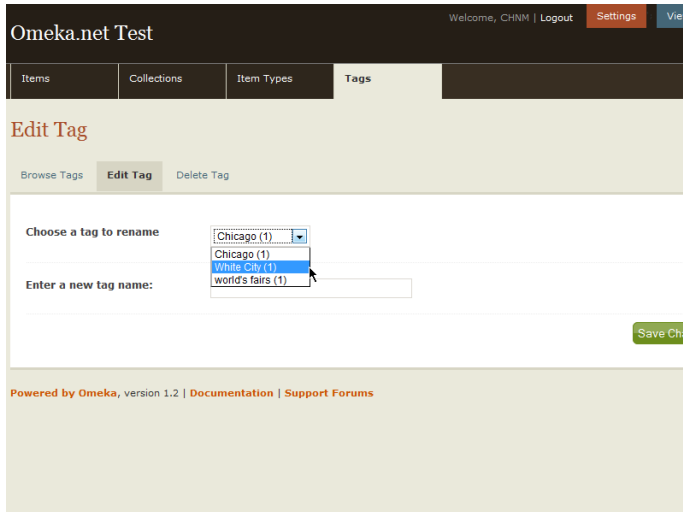 Omeka.net Test
Welcome, CHNM | Logout
Settings
Items
Collections
Item Types
Tags
Edit Tag
Browse Tags
Edit Tag
Delete Tag
Choose a tag to rename
Chicago (1)
Chicago (1)
White City (1)
world's fairs (1)
Enter a new tag name:
Save Cha
Powered by Omeka, version 1.2 | Documentation | Support Forums